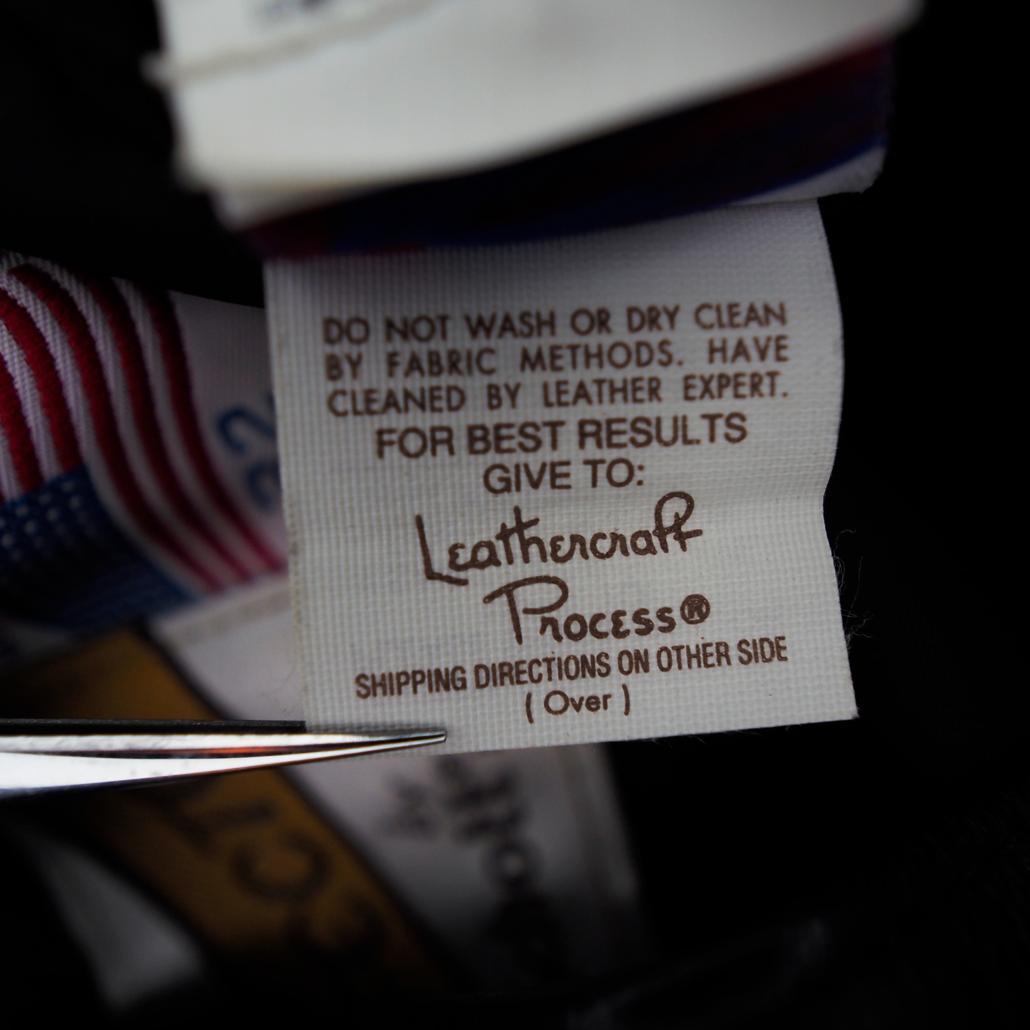 DO NOT WASH OR DRY CLEAN
BY FABRIC METHODS. HAVE
CLEANED BY LEATHER EXPERT.
FOR BEST RESULTS
GIVE TO:
Leathercraft
Process®
SHIPPING DIRECTIONS ON OTHER SIDE
( Over )